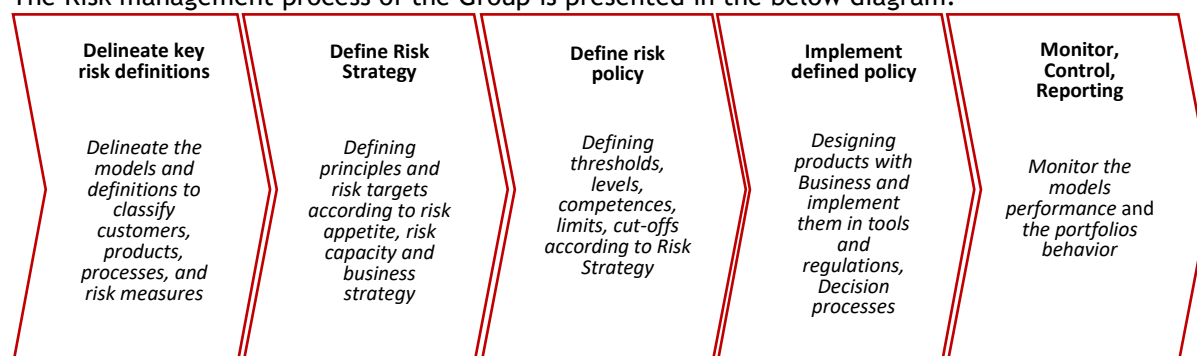 The Risk management process of the Group is presented in the below diagram:
Delineate key
risk definitions
Delineate the
models and
definitions to
classify
customers,
products,
processes, and
risk measures
Define Risk
Strategy
Defining
principles and
risk targets
according to risk
appetite, risk
capacity and
business
strategy
Define risk
policy
Defining
thresholds,
levels,
competences,
limits, cut-offs
according to Risk
Strategy
Implement
defined policy
Designing
products with
Business and
implement
them in tools
and
regulations,
Decision
processes
Monitor,
Control,
Reporting
Monitor the
models
performance and
the portfolios
behavior